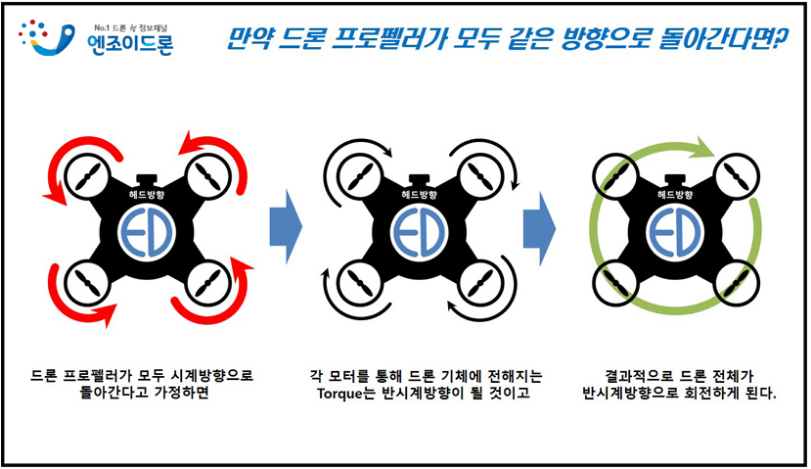 No.1 드론 형 정보채널
엔조이드론
만약 드론 프로펠러가 모두 같은 방향으로 돌아간다면?
헤드방향
ED
헤드방향
ED
헤드방향
ED
드론 프로펠러가 모두 시계방향으로
돌아간다고 가정하면
각 모터를 통해 드론 기체에 전해지는
Torque는 반시계방향이 될 것이고
결과적으로 드론 전체가
반시계방향으로 회전하게 된다.